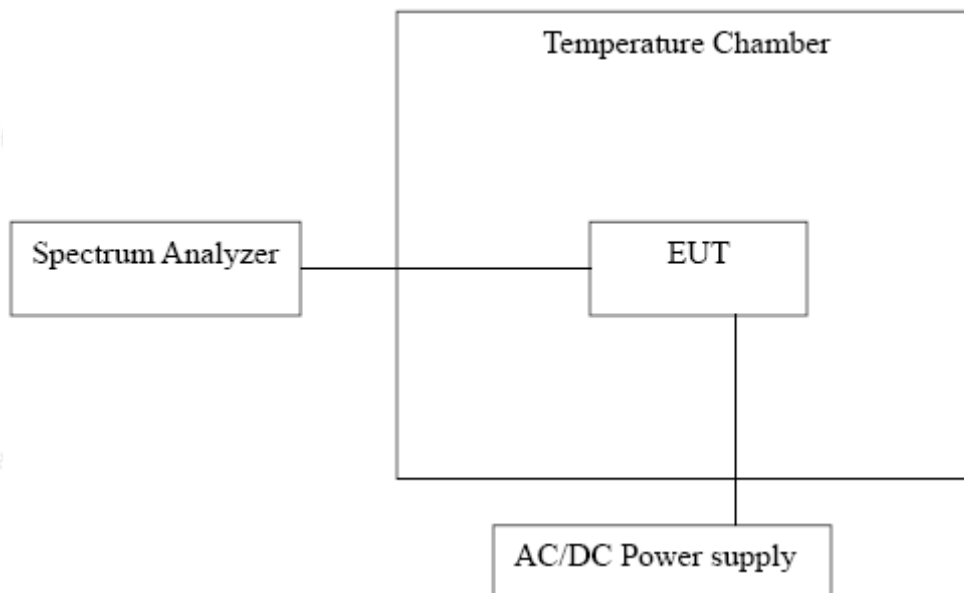 Temperature Chamber
Spectrum Analyzer
EUT
AC/DC Power supply